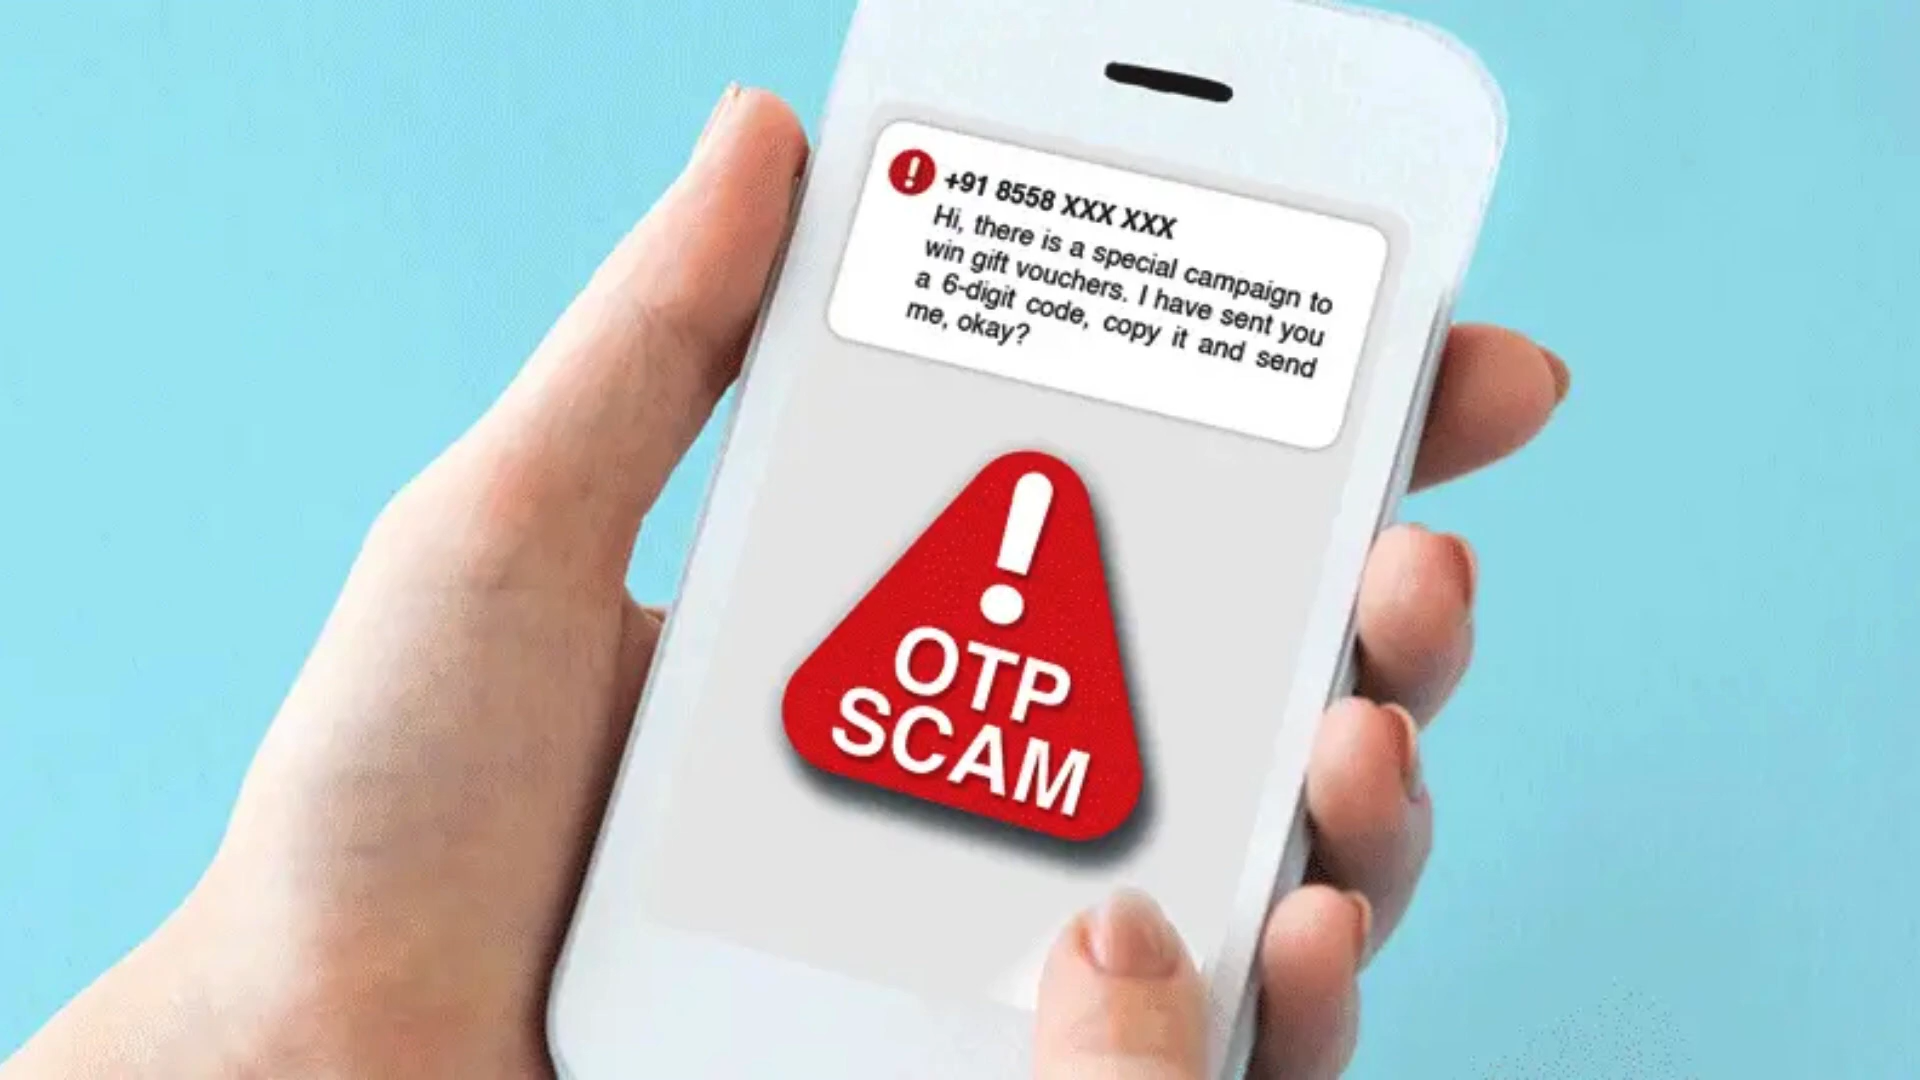 +91 8558 XXX XXX
Hi, there is a special campaign to
win gift vouchers. I have sent you
a 6-digit code, copy it and send
me, okay?
!
OTP
SCAM